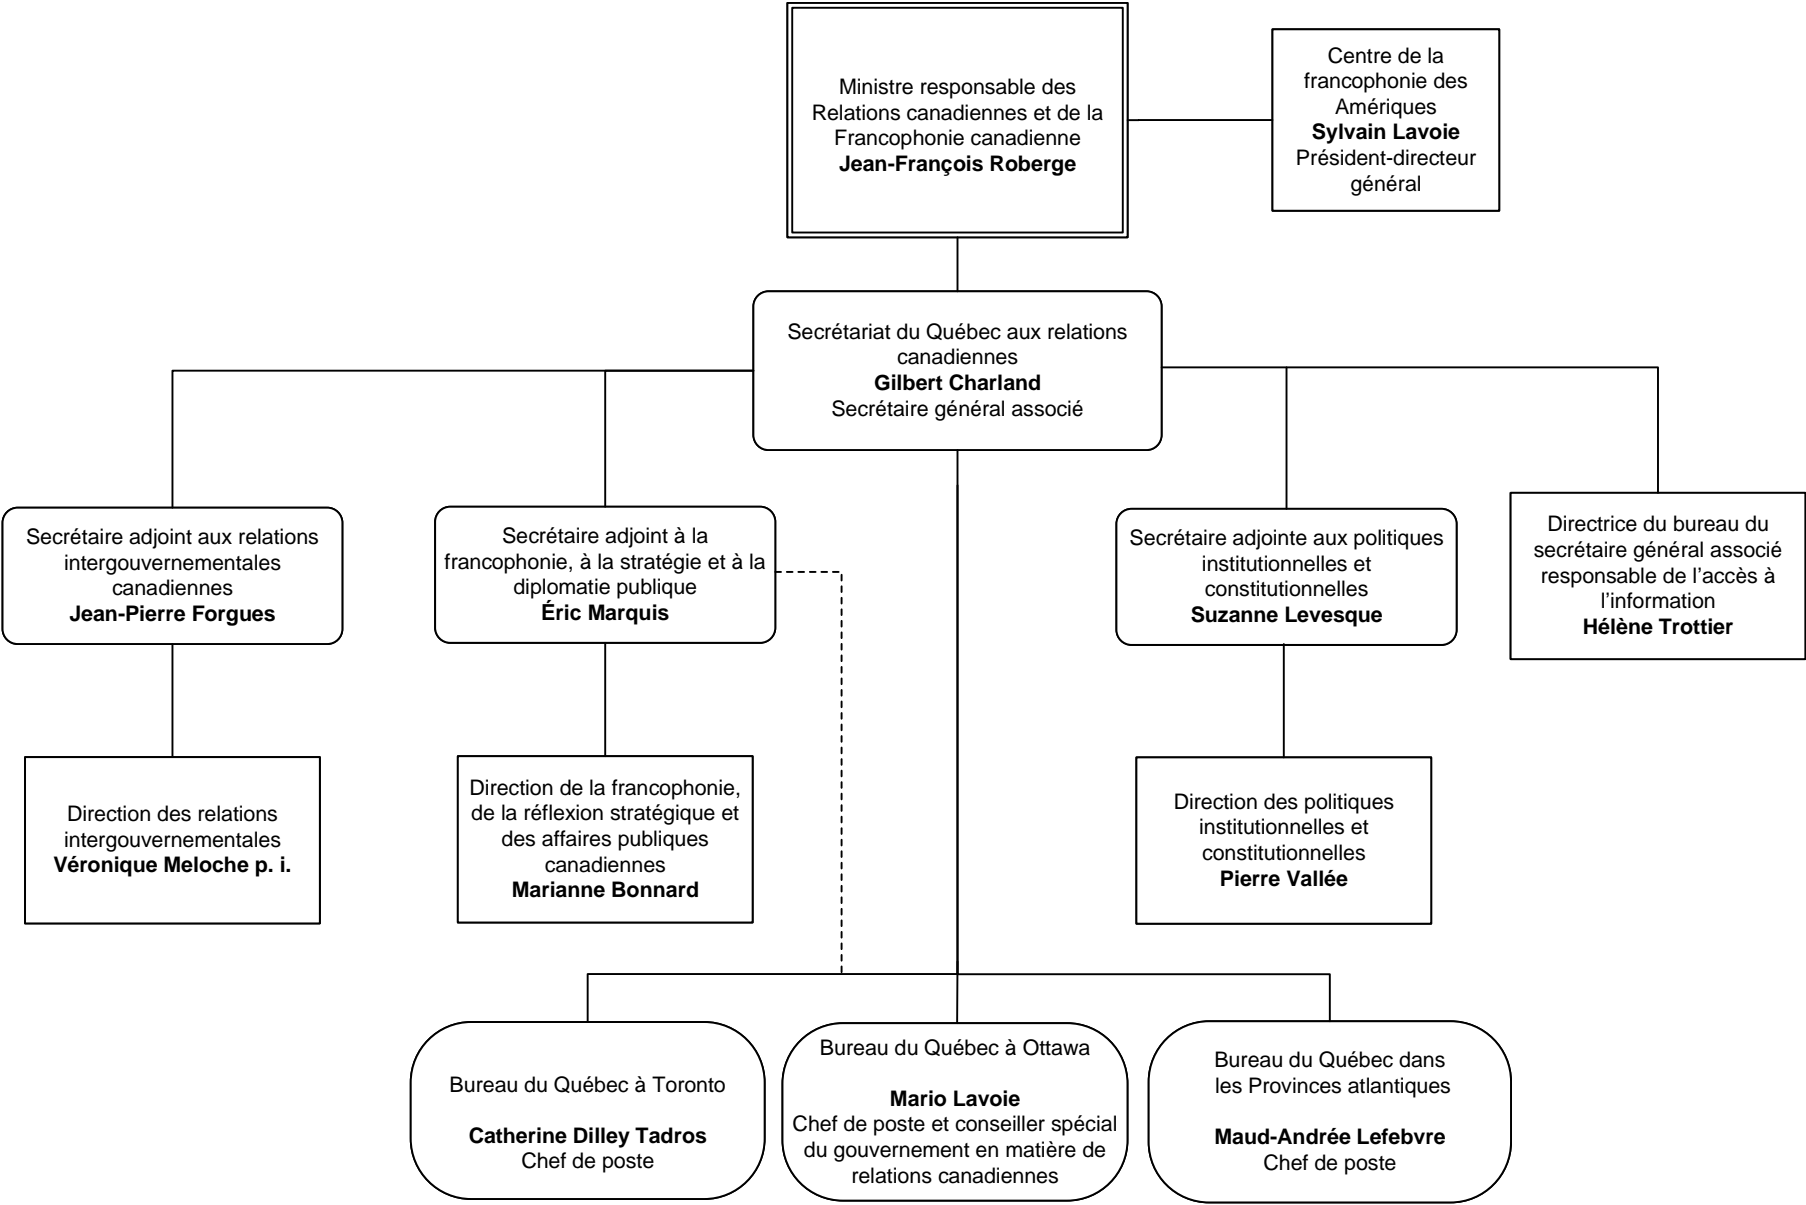 Ministre responsable des
Relations canadiennes et de la
Francophonie canadienne
Jean-François Roberge
Centre de la
francophonie des
Amériques
Sylvain Lavoie
Président-directeur
général
Secrétariat du Québec aux relations
canadiennes
Gilbert Charland
Secrétaire général associé
Secrétaire adjoint aux relations
intergouvernementales
canadiennes
Jean-Pierre Forgues
Secrétaire adjoint à la
francophonie, à la stratégie et à la
diplomatie publique
Éric Marquis
Secrétaire adjointe aux politiques
institutionnelles et
constitutionnelles
Suzanne Levesque
Directrice du bureau du
secrétaire général associé
responsable de l’accès à
l’information
Hélène Trottier
Direction des relations
intergouvernementales
Véronique Meloche p. i.
Direction de la francophonie,
de la réflexion stratégique et
des affaires publiques
canadiennes
Marianne Bonnard
Direction des politiques
institutionnelles et
constitutionnelles
Pierre Vallée
Bureau du Québec à Toronto
Catherine Dilley Tadros
Chef de poste
Bureau du Québec à Ottawa
Mario Lavoie
Chef de poste et conseiller spécial
du gouvernement en matière de
relations canadiennes
Bureau du Québec dans
les Provinces atlantiques
Maud-Andrée Lefebvre
Chef de poste